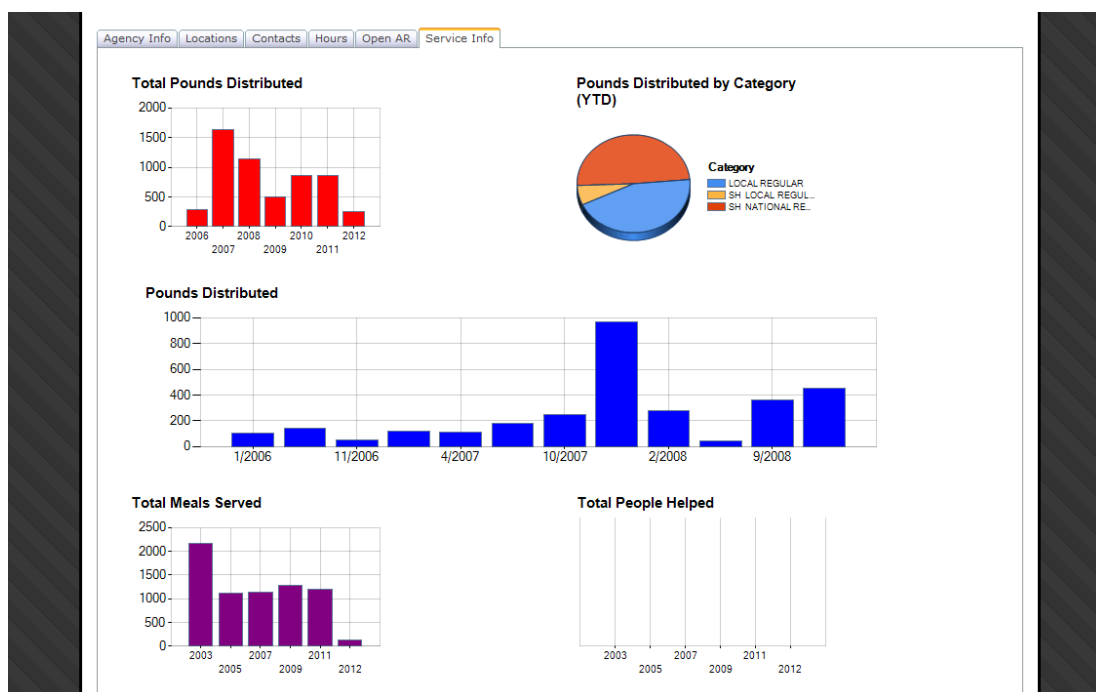 Agency Info Locations Contacts Hours Open AR Service Info
Total Pounds Distributed
2000
1500
1000
500
0
2006 2008 2010 2012
2007 2009 2011
Pounds Distributed by Category
(YTD)
Category
LOCAL REGULAR
SH LOCAL REGUL...
SH NATIONAL RE...
Pounds Distributed
1000
800
600
400
200
0
1/2006 11/2006 4/2007 10/2007 2/2008 9/2008
Total Meals Served
2500
2000
1500
1000
500
0
2003 2007 2011
2005 2009 2012
Total People Helped
2003 2007 2011
2005 2009 2012